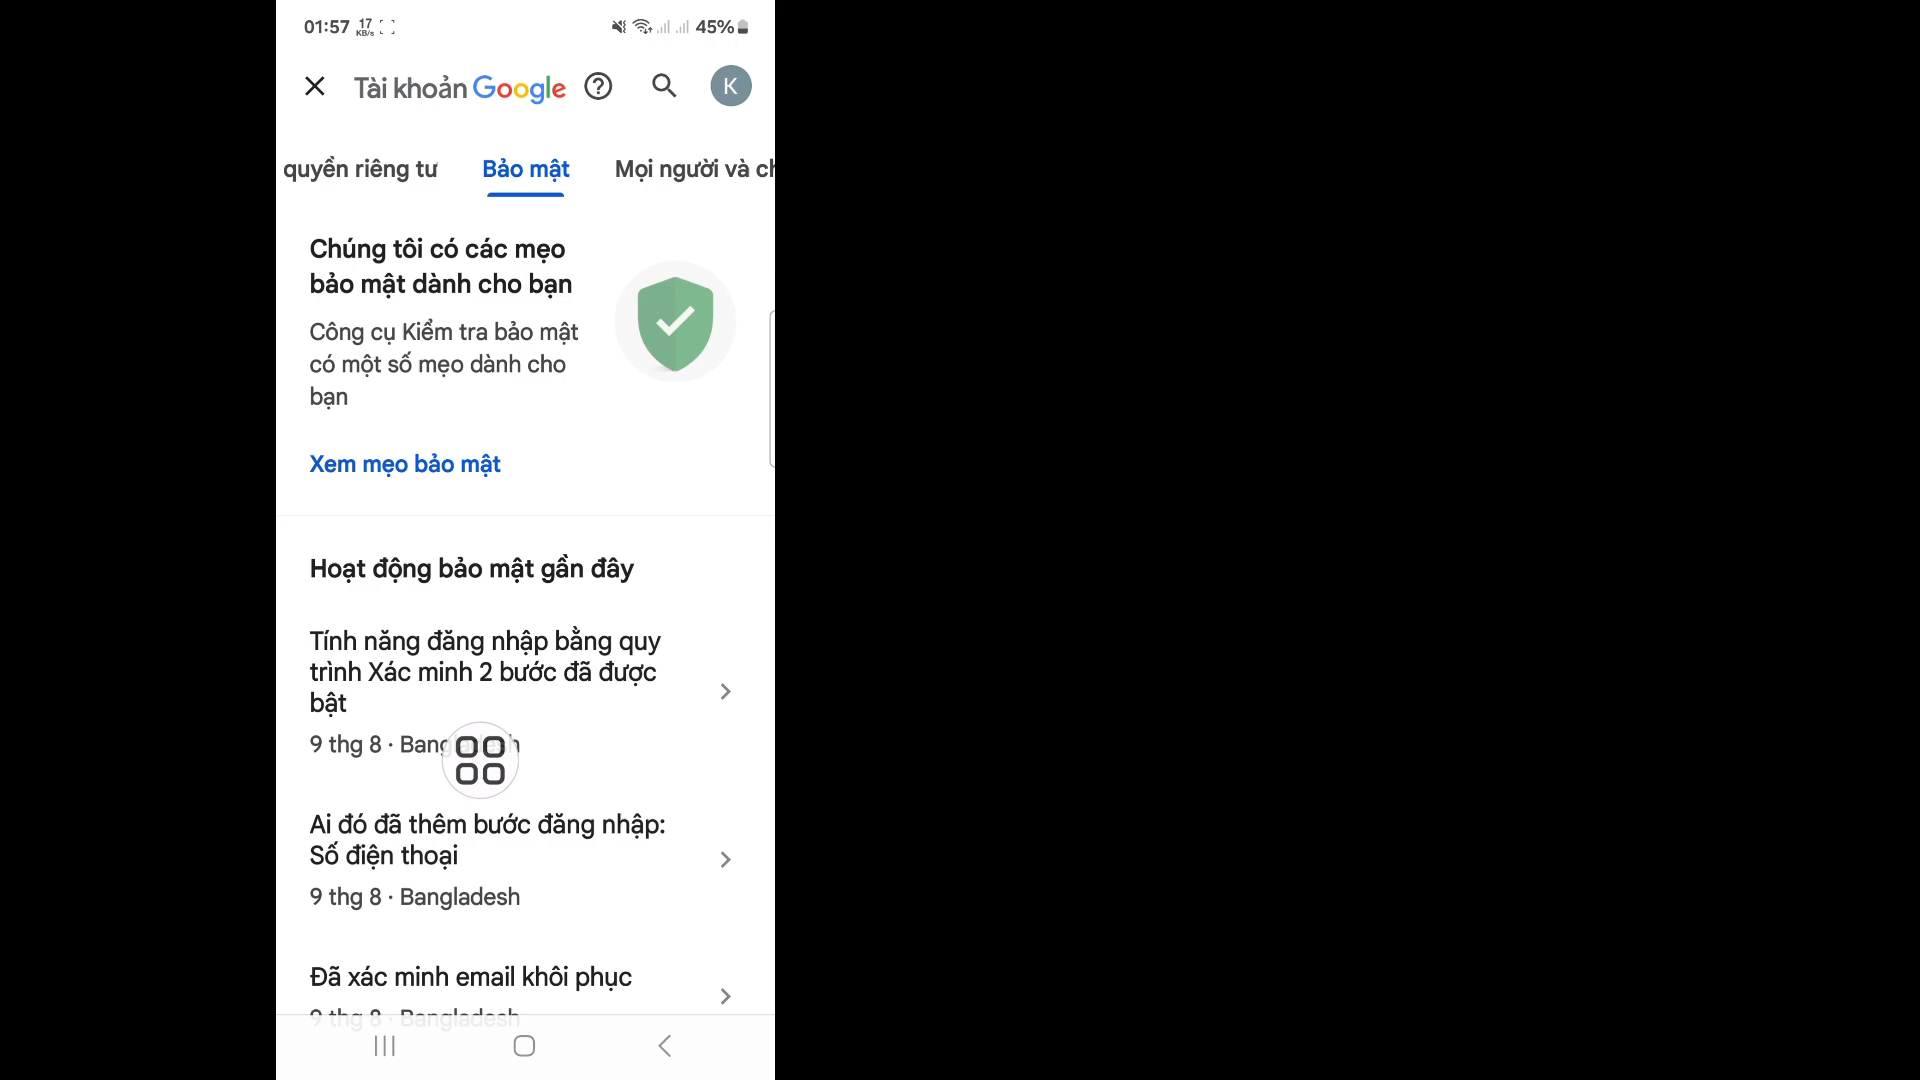 01:57 17 KB/s 45%
Tài khoản Google K
quyền riêng tư Bảo mật Mọi người và ch
Chúng tôi có các mẹo
bảo mật dành cho bạn
Công cụ Kiểm tra bảo mật
có một số mẹo dành cho
bạn
Xem mẹo bảo mật
Hoạt động bảo mật gần đây
Tính năng đăng nhập bằng quy
trình Xác minh 2 bước đã được
bật
9 thg 8 · Bangladesh
Ai đó đã thêm bước đăng nhập:
Số điện thoại
9 thg 8 · Bangladesh
Đã xác minh email khôi phục
9 thg 8 · Bangladesh